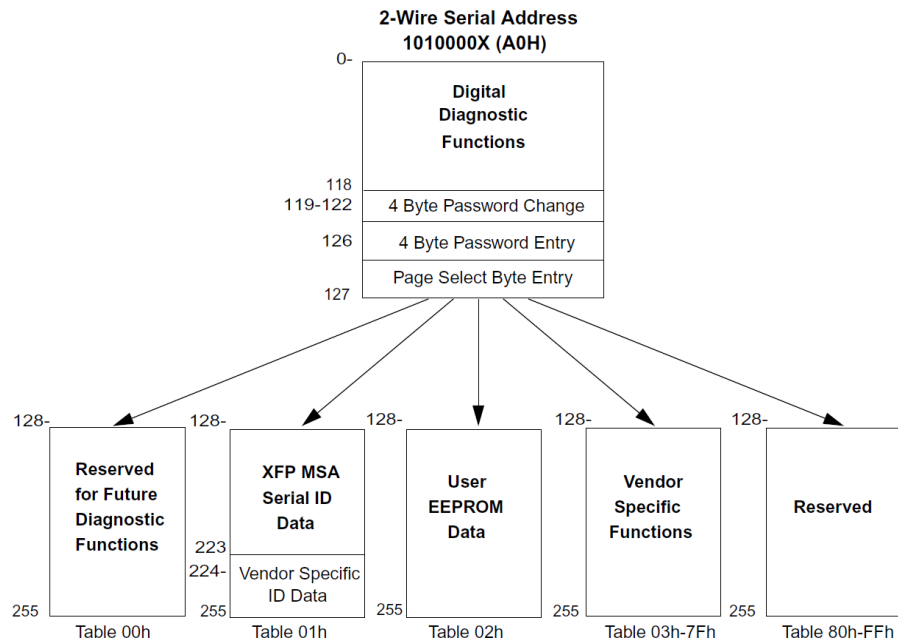 2-Wire Serial Address
1010000X (A0H)
0-
Digital
Diagnostic
Functions
118
119-122
4 Byte Password Change
126
4 Byte Password Entry
Page Select Byte Entry
127
128-
128-
128-
128-
128-
Reserved
for Future
Diagnostic
Functions
255
Table 00h
XFP MSA
Serial ID
Data
223
224-
Vendor Specific
ID Data
255
Table 01h
User
EEPROM
Data
255
Table 02h
Vendor
Specific
Functions
255
Table 03h-7Fh
Reserved
255
Table 80h-FFh